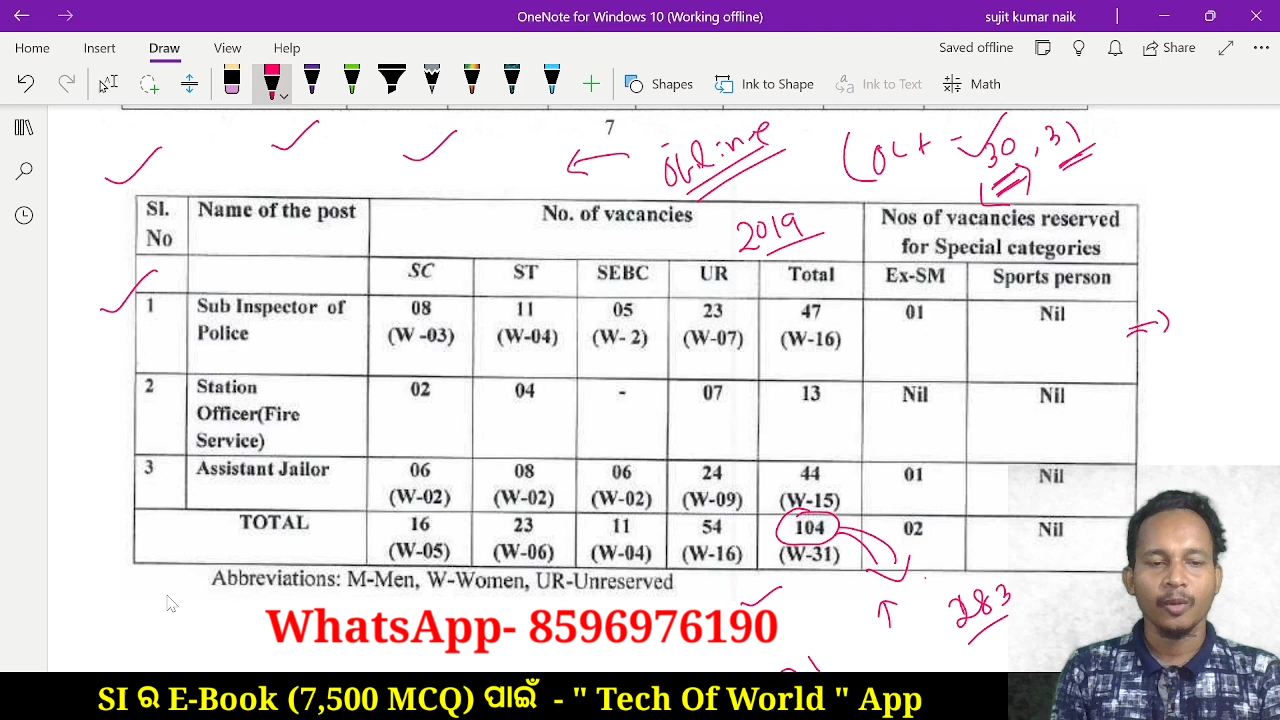 OneNote for Windows 10 (Working offline)
sujit kumar naik
Home Insert Draw View Help
Saved offline
Share
Shapes
Ink to Shape
Ink to Text
Math
7
online
(Oct = 30, 31
Sl. No
Name of the post
No. of vacancies
2019
Nos of vacancies reserved for Special categories
SC ST SEBC UR Total Ex-SM Sports person
1 Sub Inspector of Police 08 (W -03) 11 (W-04) 05 (W- 2) 23 (W-07) 47 (W-16) 01 Nil
2 Station Officer(Fire Service) 02 04 - 07 13 Nil Nil
3 Assistant Jailor 06 (W-02) 08 (W-02) 06 (W-02) 24 (W-09) 44 (W-15) 01 Nil
TOTAL 16 (W-05) 23 (W-06) 11 (W-04) 54 (W-16) 104 (W-31) 02 Nil
Abbreviations: M-Men, W-Women, UR-Unreserved
283
WhatsApp- 8596976190
SI ର E-Book (7,500 MCQ) ପାଇଁ - " Tech Of World " App